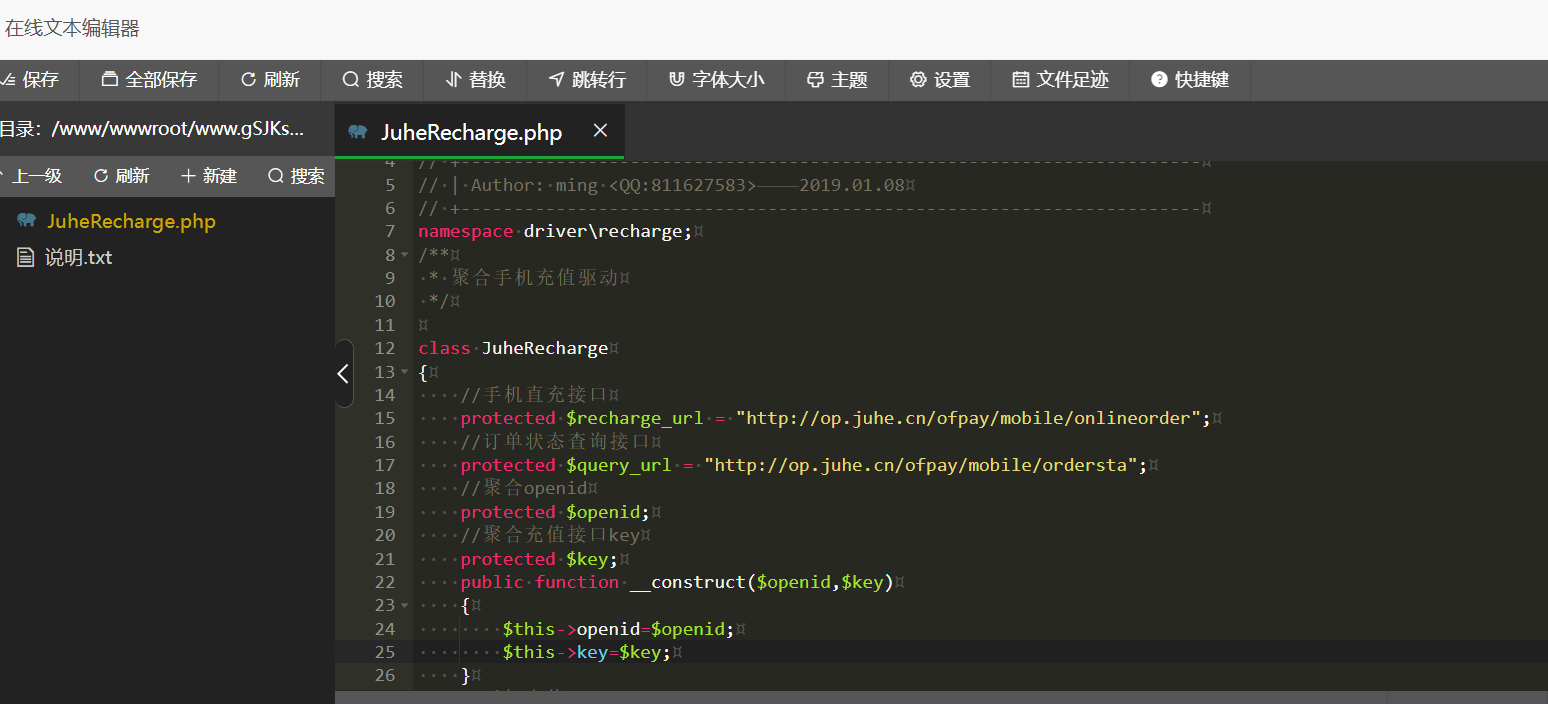 在线文本编辑器
保存 全部保存 刷新 搜索 替换 跳转行 字体大小 主题 设置 文件足迹 快捷键
目录：/www/wwwroot/www.gSJKs...
JuheRecharge.php
上一级 刷新 新建 搜索
JuheRecharge.php
说明.txt
4 // +----------------------------------------------------------------------
5 // | Author: ming <QQ:811627583>————2019.01.08
6 // +----------------------------------------------------------------------
7 namespace driver\recharge;
8 /**
9  * 聚合手机充值驱动
10  */
11
12 class JuheRecharge
13 {
14     //手机直充接口
15     protected $recharge_url = "http://op.juhe.cn/ofpay/mobile/onlineorder";
16     //订单状态查询接口
17     protected $query_url = "http://op.juhe.cn/ofpay/mobile/ordersta";
18     //聚合openid
19     protected $openid;
20     //聚合充值接口key
21     protected $key;
22     public function __construct($openid,$key)
23     {
24         $this->openid=$openid;
25         $this->key=$key;
26     }